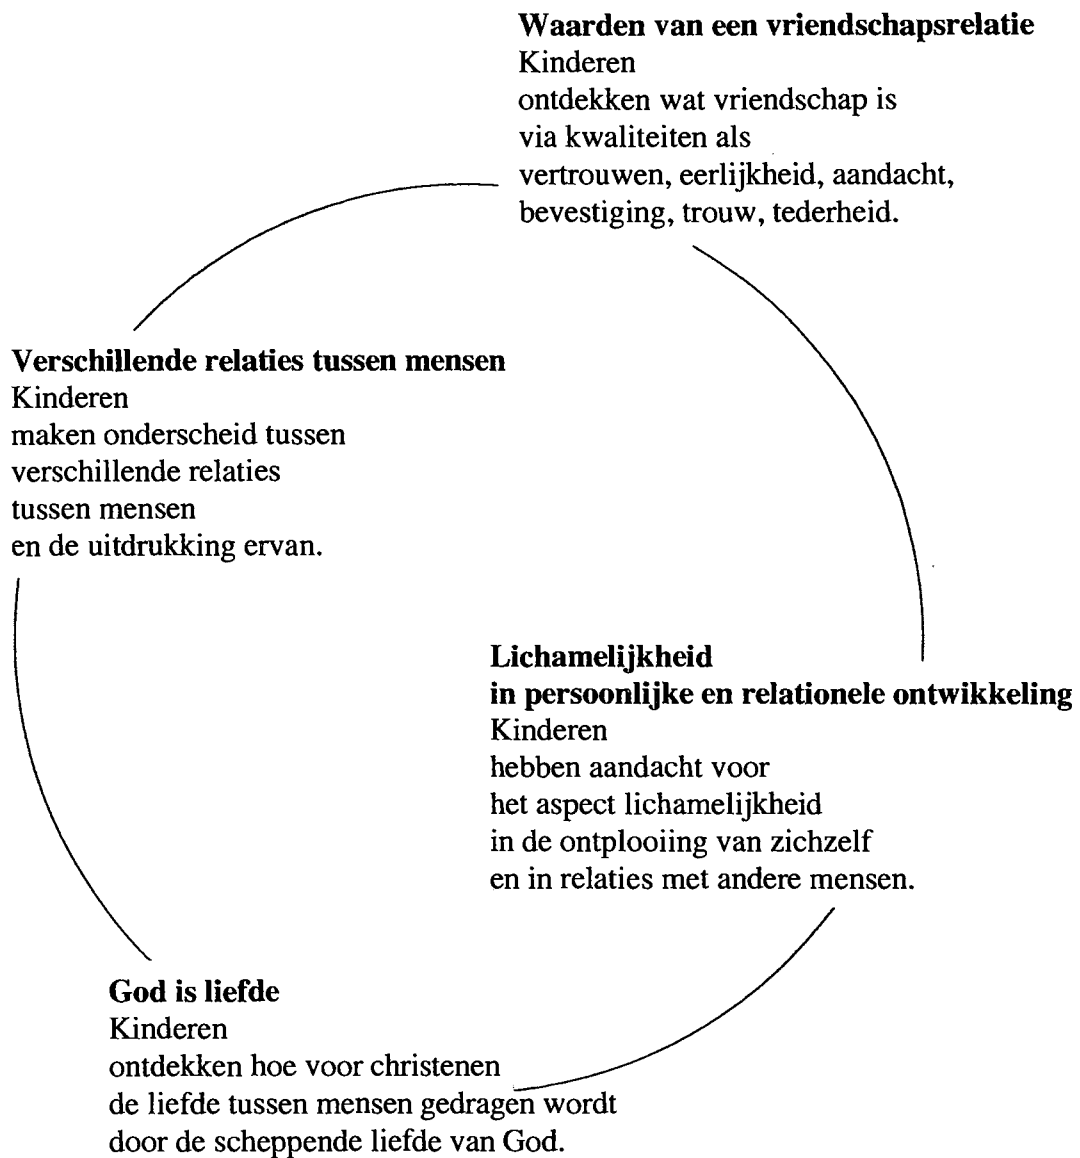 Waarden van een vriendschapsrelatie
Kinderen
ontdekken wat vriendschap is
via kwaliteiten als
vertrouwen, eerlijkheid, aandacht,
bevestiging, trouw, tederheid.
Verschillende relaties tussen mensen
Kinderen
maken onderscheid tussen
verschillende relaties
tussen mensen
en de uitdrukking ervan.
Lichamelijkheid
in persoonlijke en relationele ontwikkeling
Kinderen
hebben aandacht voor
het aspect lichamelijkheid
in de ontplooiing van zichzelf
en in relaties met andere mensen.
God is liefde
Kinderen
ontdekken hoe voor christenen
de liefde tussen mensen gedragen wordt
door de scheppende liefde van God.